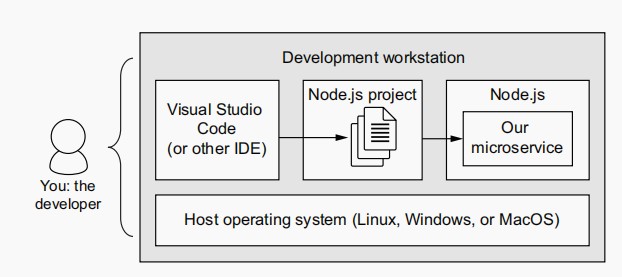 Development workstation
Visual Studio
Code
(or other IDE)
Node.js project
Node.js
Our
microservice
You: the
developer
Host operating system (Linux, Windows, or MacOS)